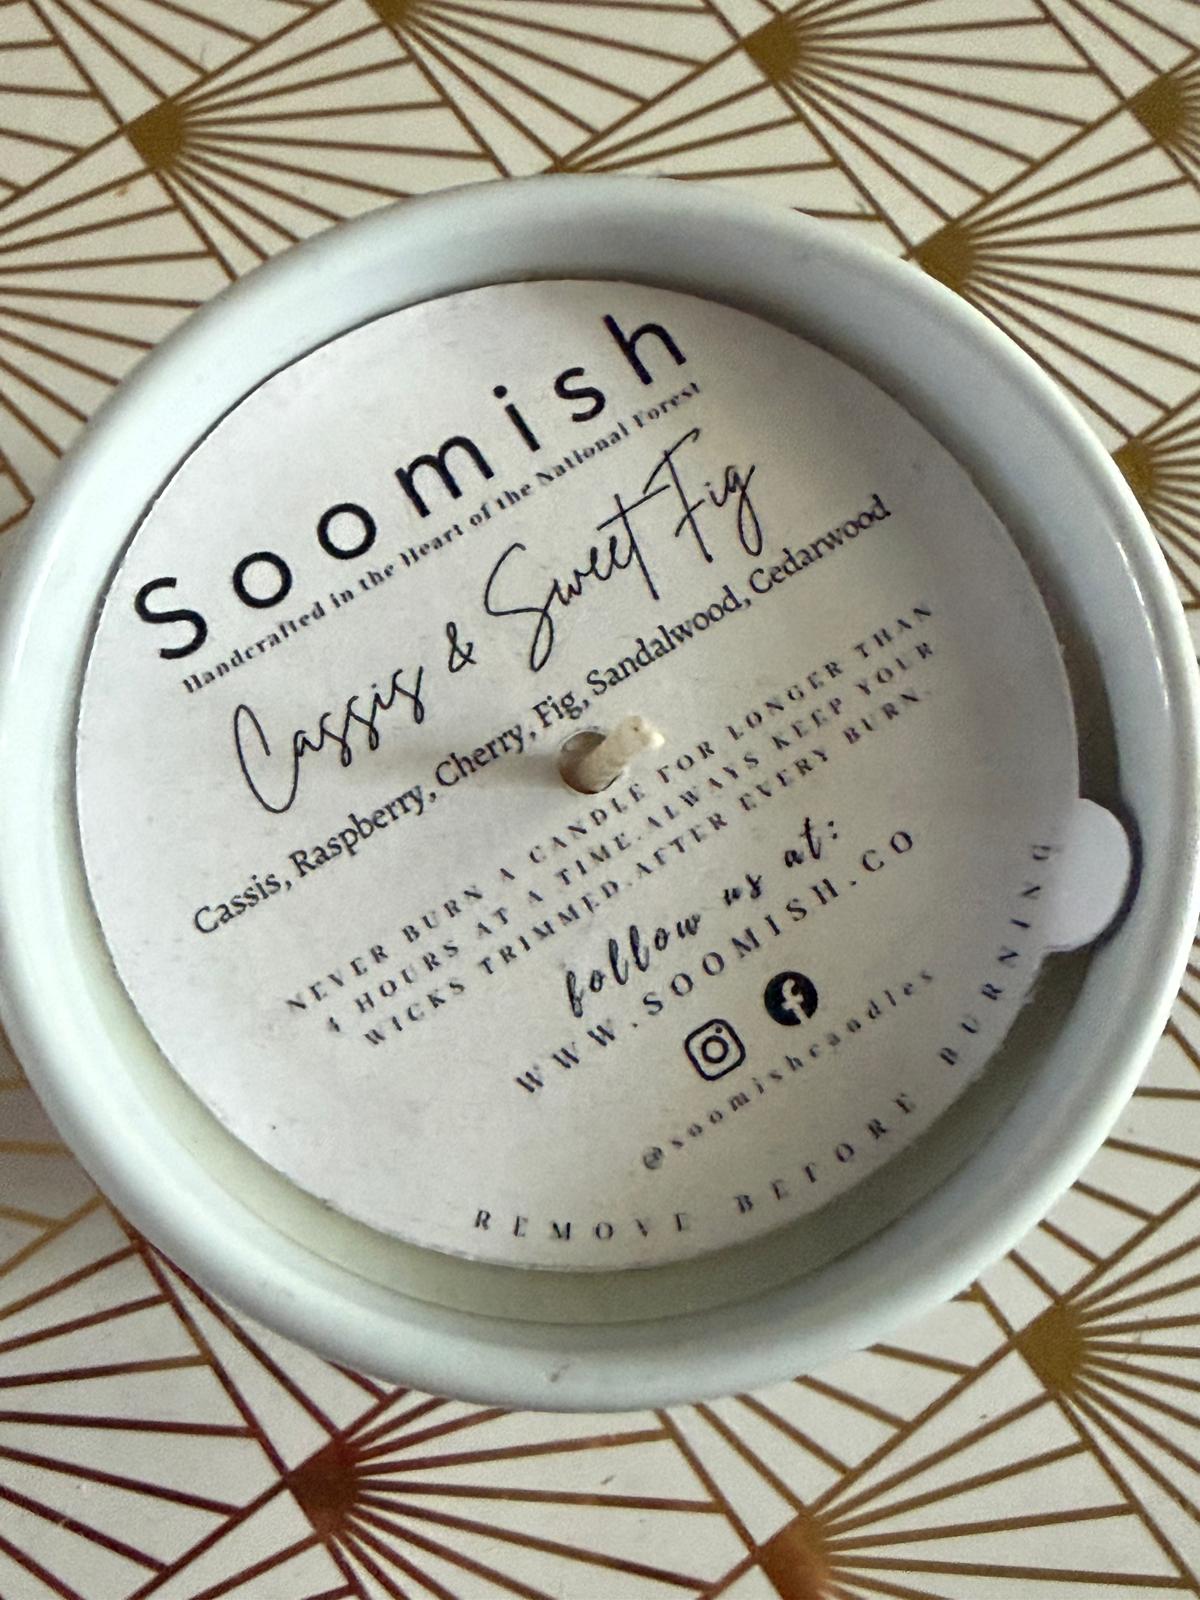 Soomish
Handcrafted in the Heart of the National Forest
Cassis & Sweet Fig
Cassis, Raspberry, Cherry, Fig, Sandalwood, Cedarwood
NEVER BURN A CANDLE FOR LONGER THAN
4 HOURS AT A TIME. ALWAYS KEEP YOUR
WICKS TRIMMED. AFTER EVERY BURN.
follow us at:
WWW.SOOMISH.CO
@soomishcandles
REMOVE BEFORE BURNING